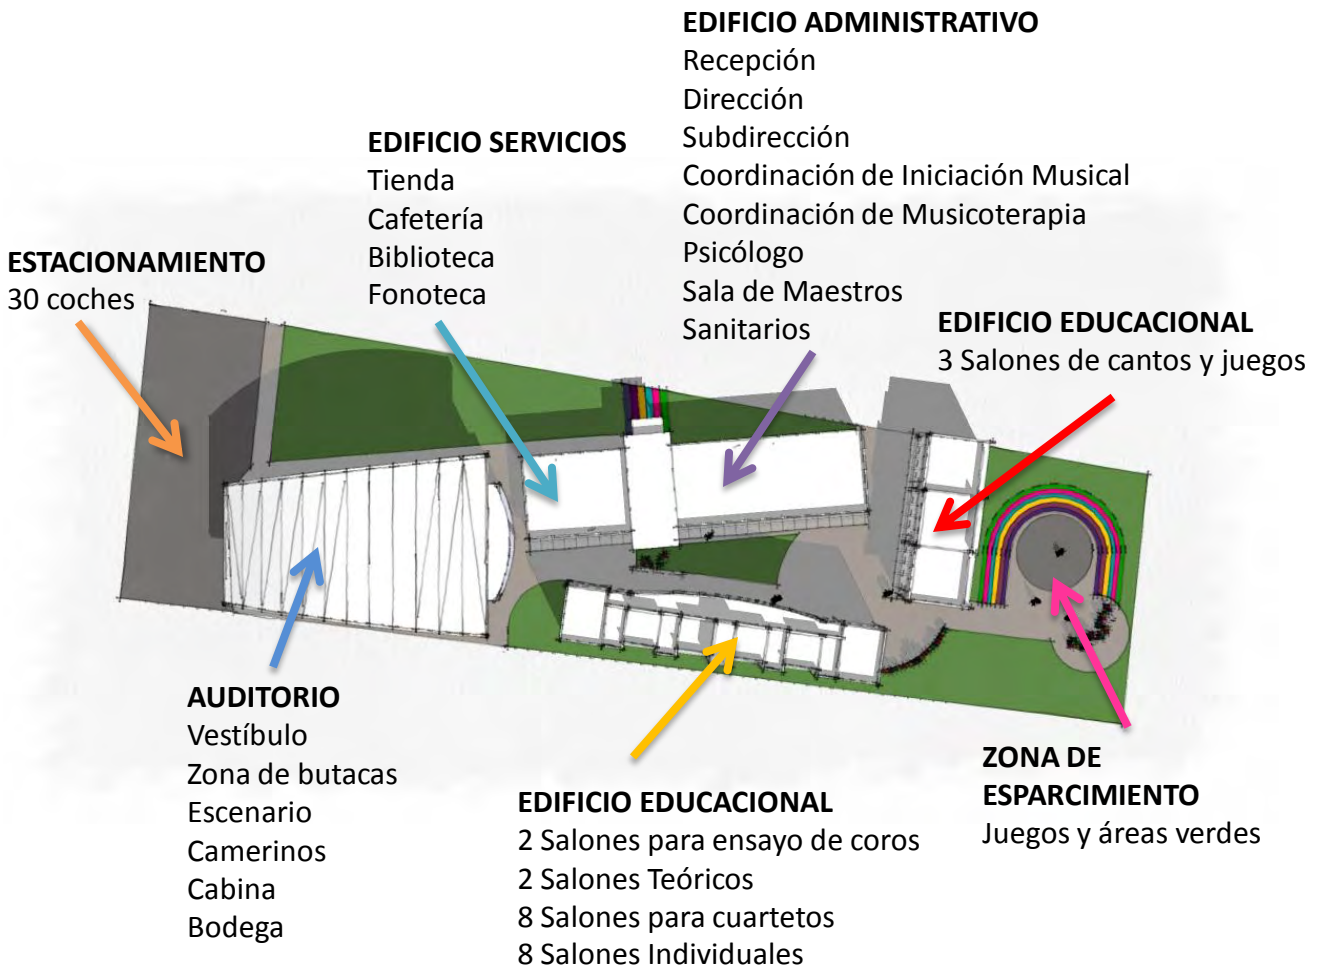 EDIFICIO ADMINISTRATIVO
Recepción
Dirección
Subdirección
Coordinación de Iniciación Musical
Coordinación de Musicoterapia
Psicólogo
Sala de Maestros
Sanitarios
EDIFICIO SERVICIOS
Tienda
Cafetería
Biblioteca
Fonoteca
ESTACIONAMIENTO
30 coches
EDIFICIO EDUCACIONAL
3 Salones de cantos y juegos
AUDITORIO
Vestíbulo
Zona de butacas
Escenario
Camerinos
Cabina
Bodega
EDIFICIO EDUCACIONAL
2 Salones para ensayo de coros
2 Salones Teóricos
8 Salones para cuartetos
8 Salones Individuales
ZONA DE
ESPARCIMIENTO
Juegos y áreas verdes